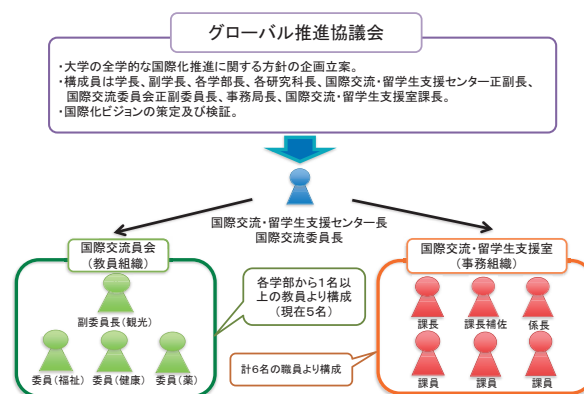 グローバル推進協議会
・大学の全学的な国際化推進に関する方針の企画立案。
・構成員は学長、副学長、各学部長、各研究科長、国際交流・留学生支援センター正副長、
国際交流委員会正副委員長、事務局長、国際交流・留学生支援室課長。
・国際化ビジョンの策定及び検証。
国際交流・留学生支援センター長
国際交流委員長
国際交流員会
（教員組織）
副委員長（観光）
委員（福祉）
委員（健康）
委員（薬）
各学部から１名以
上の教員より構成
（現在５名）
計６名の職員より構成
国際交流・留学生支援室
（事務組織）
課長
課長補佐
係長
課員
課員
課員